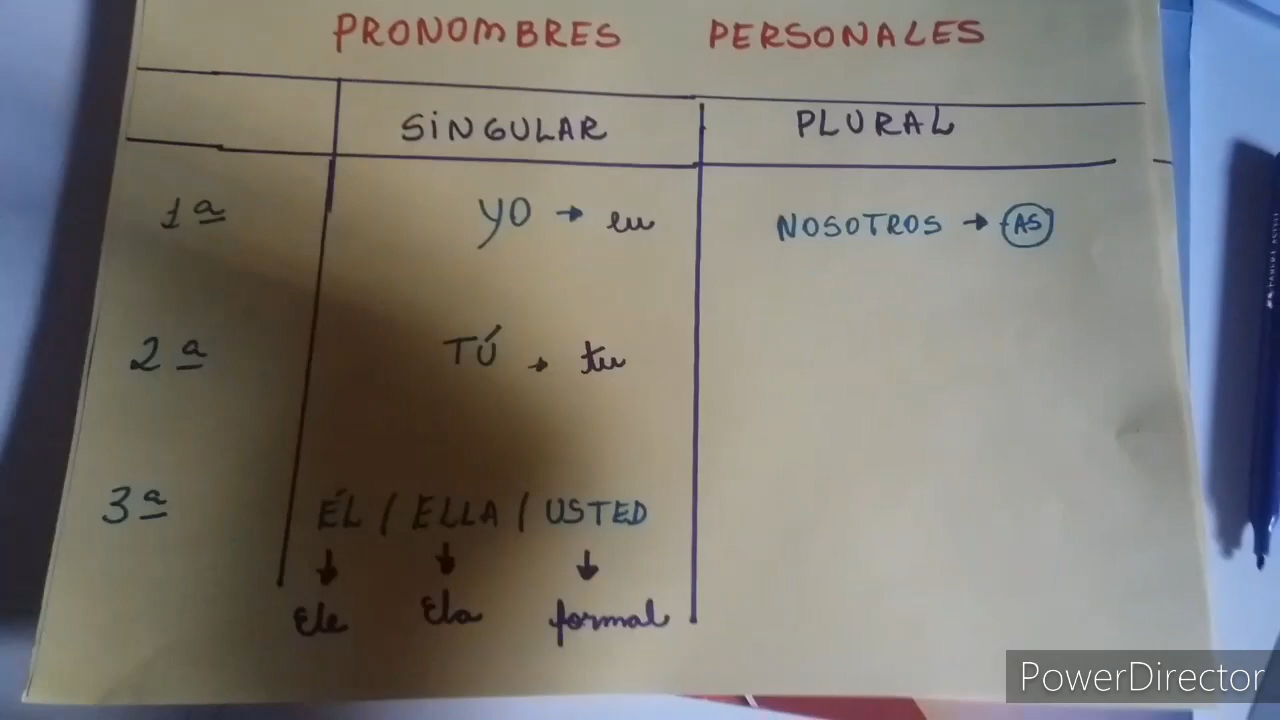 PRONOMBRES PERSONALES
SINGULAR PLURAL
1ª YO → eu NOSOTROS → AS
2ª TÚ → tu
3ª ÉL / ELLA / USTED
↓ ↓ ↓
Ele Ela formal
PowerDirector